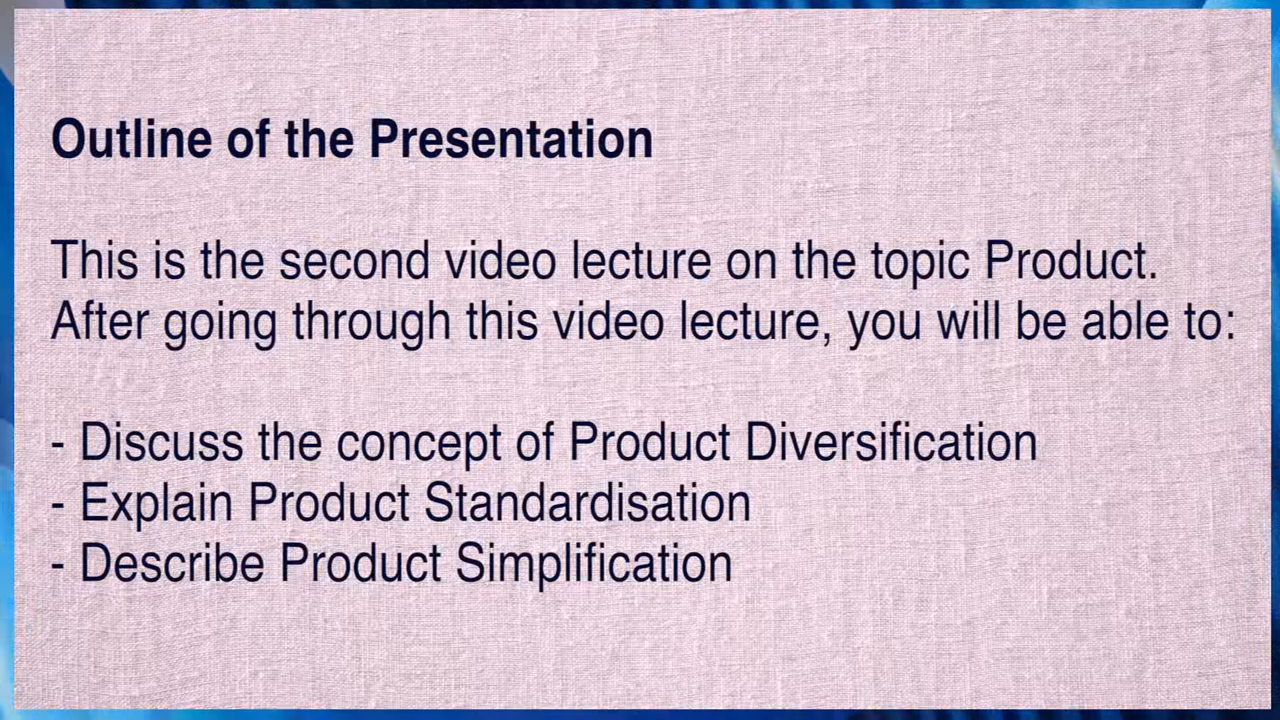 Outline of the Presentation
This is the second video lecture on the topic Product.
After going through this video lecture, you will be able to:
- Discuss the concept of Product Diversification
- Explain Product Standardisation
- Describe Product Simplification